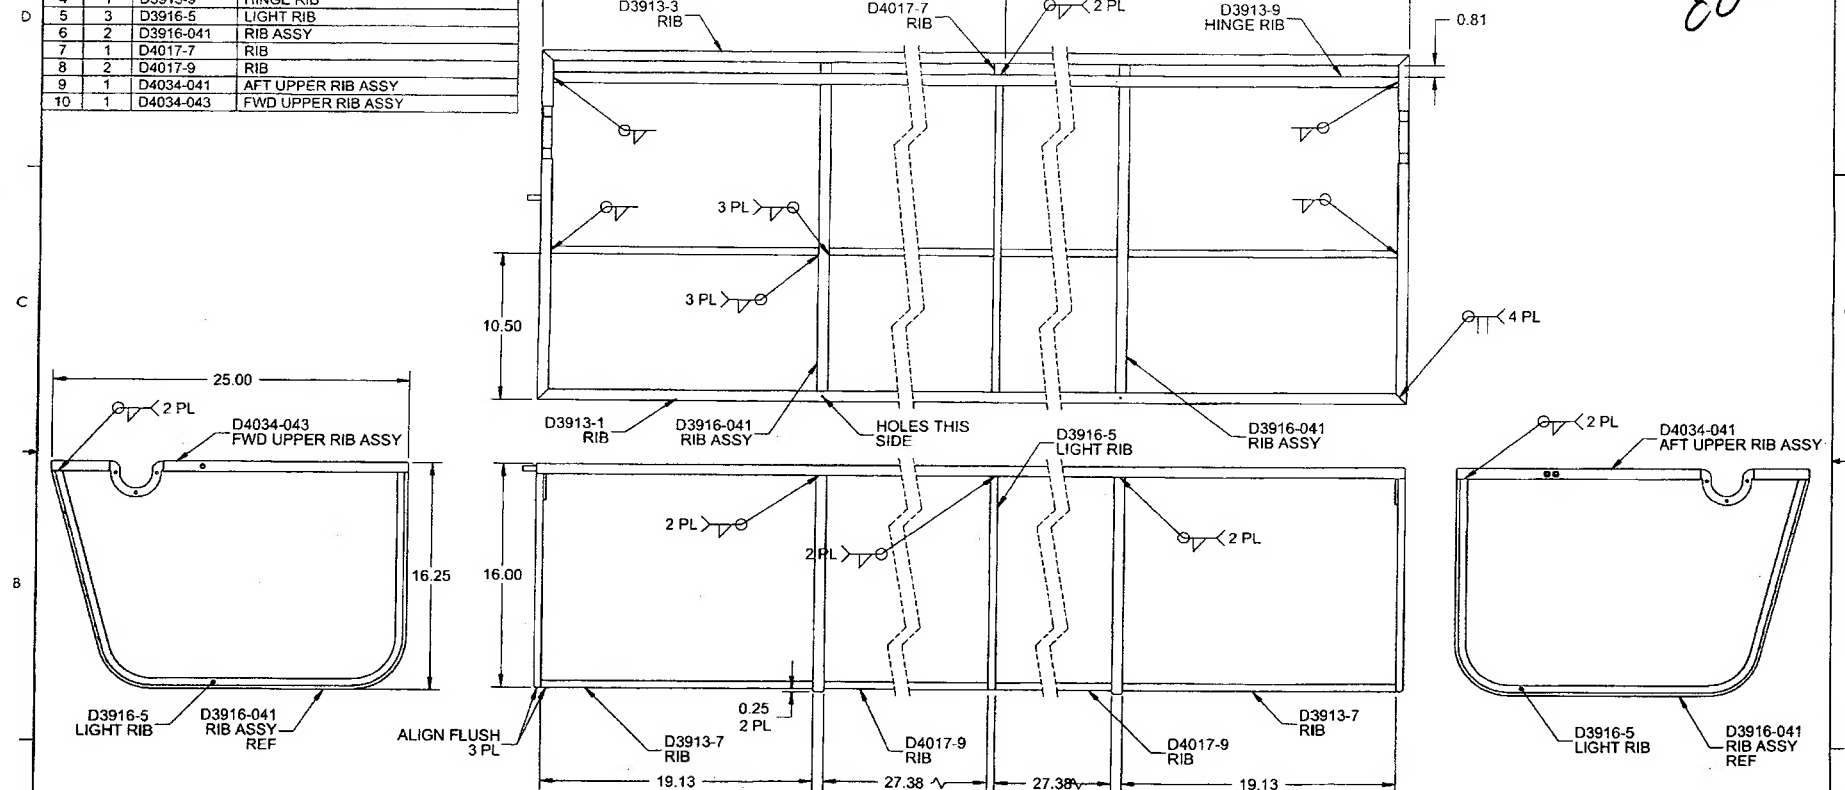 D
4 1 D3913-9 HINGE RIB
5 3 D3916-5 LIGHT RIB
6 2 D3916-041 RIB ASSY
7 1 D4017-7 RIB
8 2 D4017-9 RIB
9 1 D4034-041 AFT UPPER RIB ASSY
10 1 D4034-043 FWD UPPER RIB ASSY
D3913-3
RIB
D4017-7
RIB
2 PL
D3913-9
HINGE RIB
0.81
3 PL
3 PL
C
10.50
4 PL
25.00
2 PL
D4034-043
FWD UPPER RIB ASSY
D3913-1
RIB
D3916-041
RIB ASSY
HOLES THIS
SIDE
D3916-5
LIGHT RIB
D3916-041
RIB ASSY
2 PL
D4034-041
AFT UPPER RIB ASSY
2 PL
2 PL
2 PL
B
16.25
16.00
D3916-5
LIGHT RIB
D3916-041
RIB ASSY
REF
ALIGN FLUSH
3 PL
D3913-7
RIB
0.25
2 PL
D4017-9
RIB
D4017-9
RIB
D3913-7
RIB
D3916-5
LIGHT RIB
D3916-041
RIB ASSY
REF
19.13
27.38
27.38
19.13